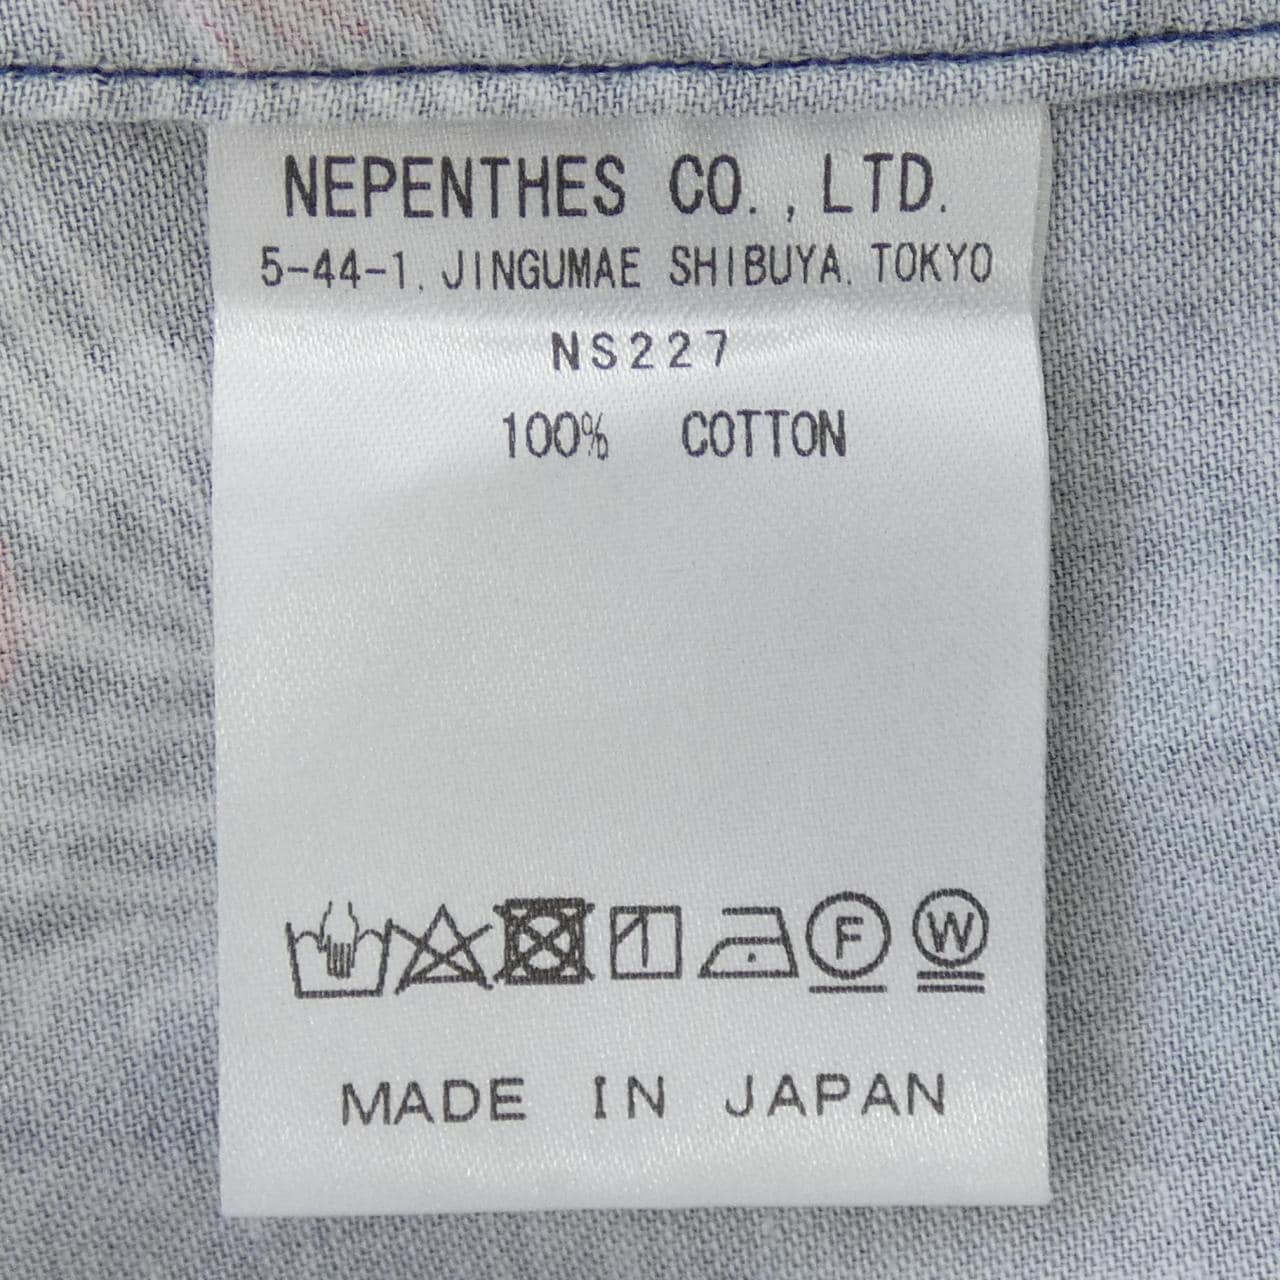 NEPENTHES CO., LTD.
5-44-1, JINGUMAE SHIBUYA, TOKYO
NS227
100% COTTON
F W
MADE IN JAPAN